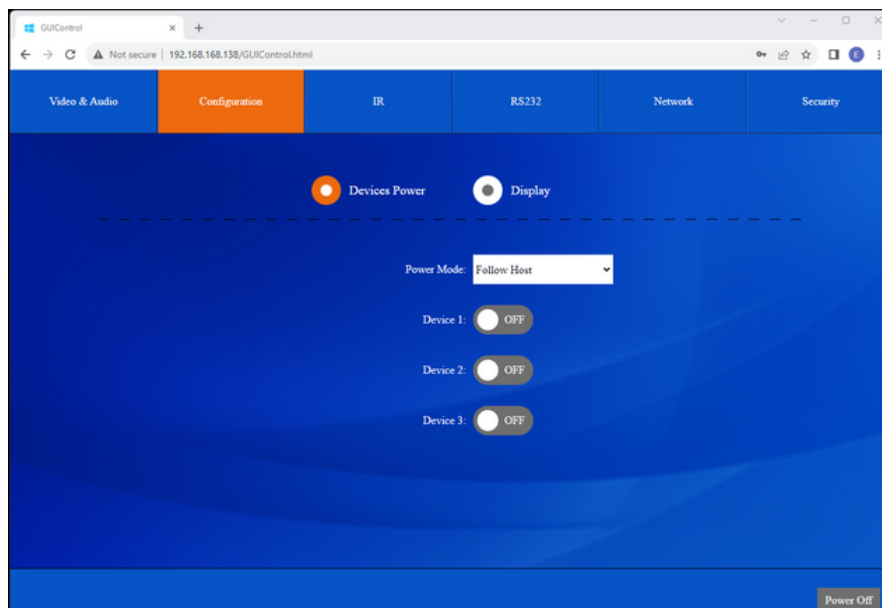 GUIControl
Not secure | 192.168.168.138/GUIControl.html
E
Video & Audio Configuration IR RS232 Network Security
Devices Power Display
Power Mode: Follow Host
Device 1: OFF
Device 2: OFF
Device 3: OFF
Power Off